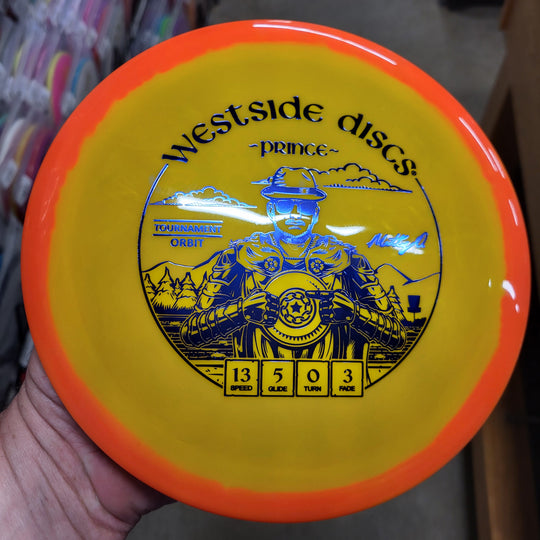 WESTSIDE DISCS®
~PRINCE~
TOURNAMENT
ORBIT
13 5 0 3
SPEED GLIDE TURN FADE